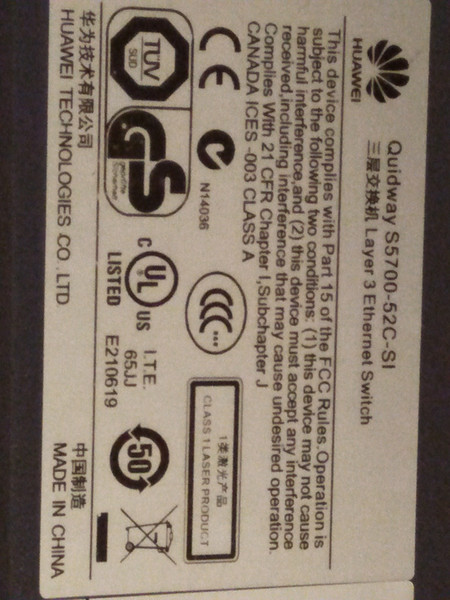 HUAWEI
Quidway S5700-52C-SI
三层交换机 Layer 3 Ethernet Switch
This device complies with Part 15 of the FCC Rules. Operation is
subject to the following two conditions: (1) this device may not cause
harmful interference,and (2) this device must accept any interference
received,including interference that may cause undesired operation.
Complies With 21 CFR Chapter I,Subchapter J
CANADA ICES -003 CLASS A
CE
N14036
CCC
1类激光产品
CLASS 1 LASER PRODUCT
TÜV
SÜD
GS
C UL US
LISTED
I.T.E.
65JJ
E210619
50
华为技术有限公司
HUAWEI TECHNOLOGIES CO .LTD
中国制造
MADE IN CHINA